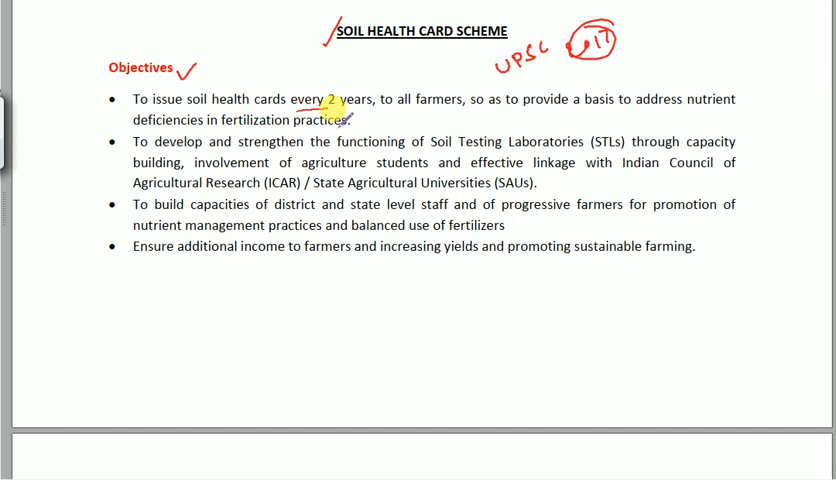 SOIL HEALTH CARD SCHEME
UPSC 2017
Objectives
• To issue soil health cards every 2 years, to all farmers, so as to provide a basis to address nutrient
deficiencies in fertilization practices.
• To develop and strengthen the functioning of Soil Testing Laboratories (STLs) through capacity
building, involvement of agriculture students and effective linkage with Indian Council of
Agricultural Research (ICAR) / State Agricultural Universities (SAUs).
• To build capacities of district and state level staff and of progressive farmers for promotion of
nutrient management practices and balanced use of fertilizers
• Ensure additional income to farmers and increasing yields and promoting sustainable farming.